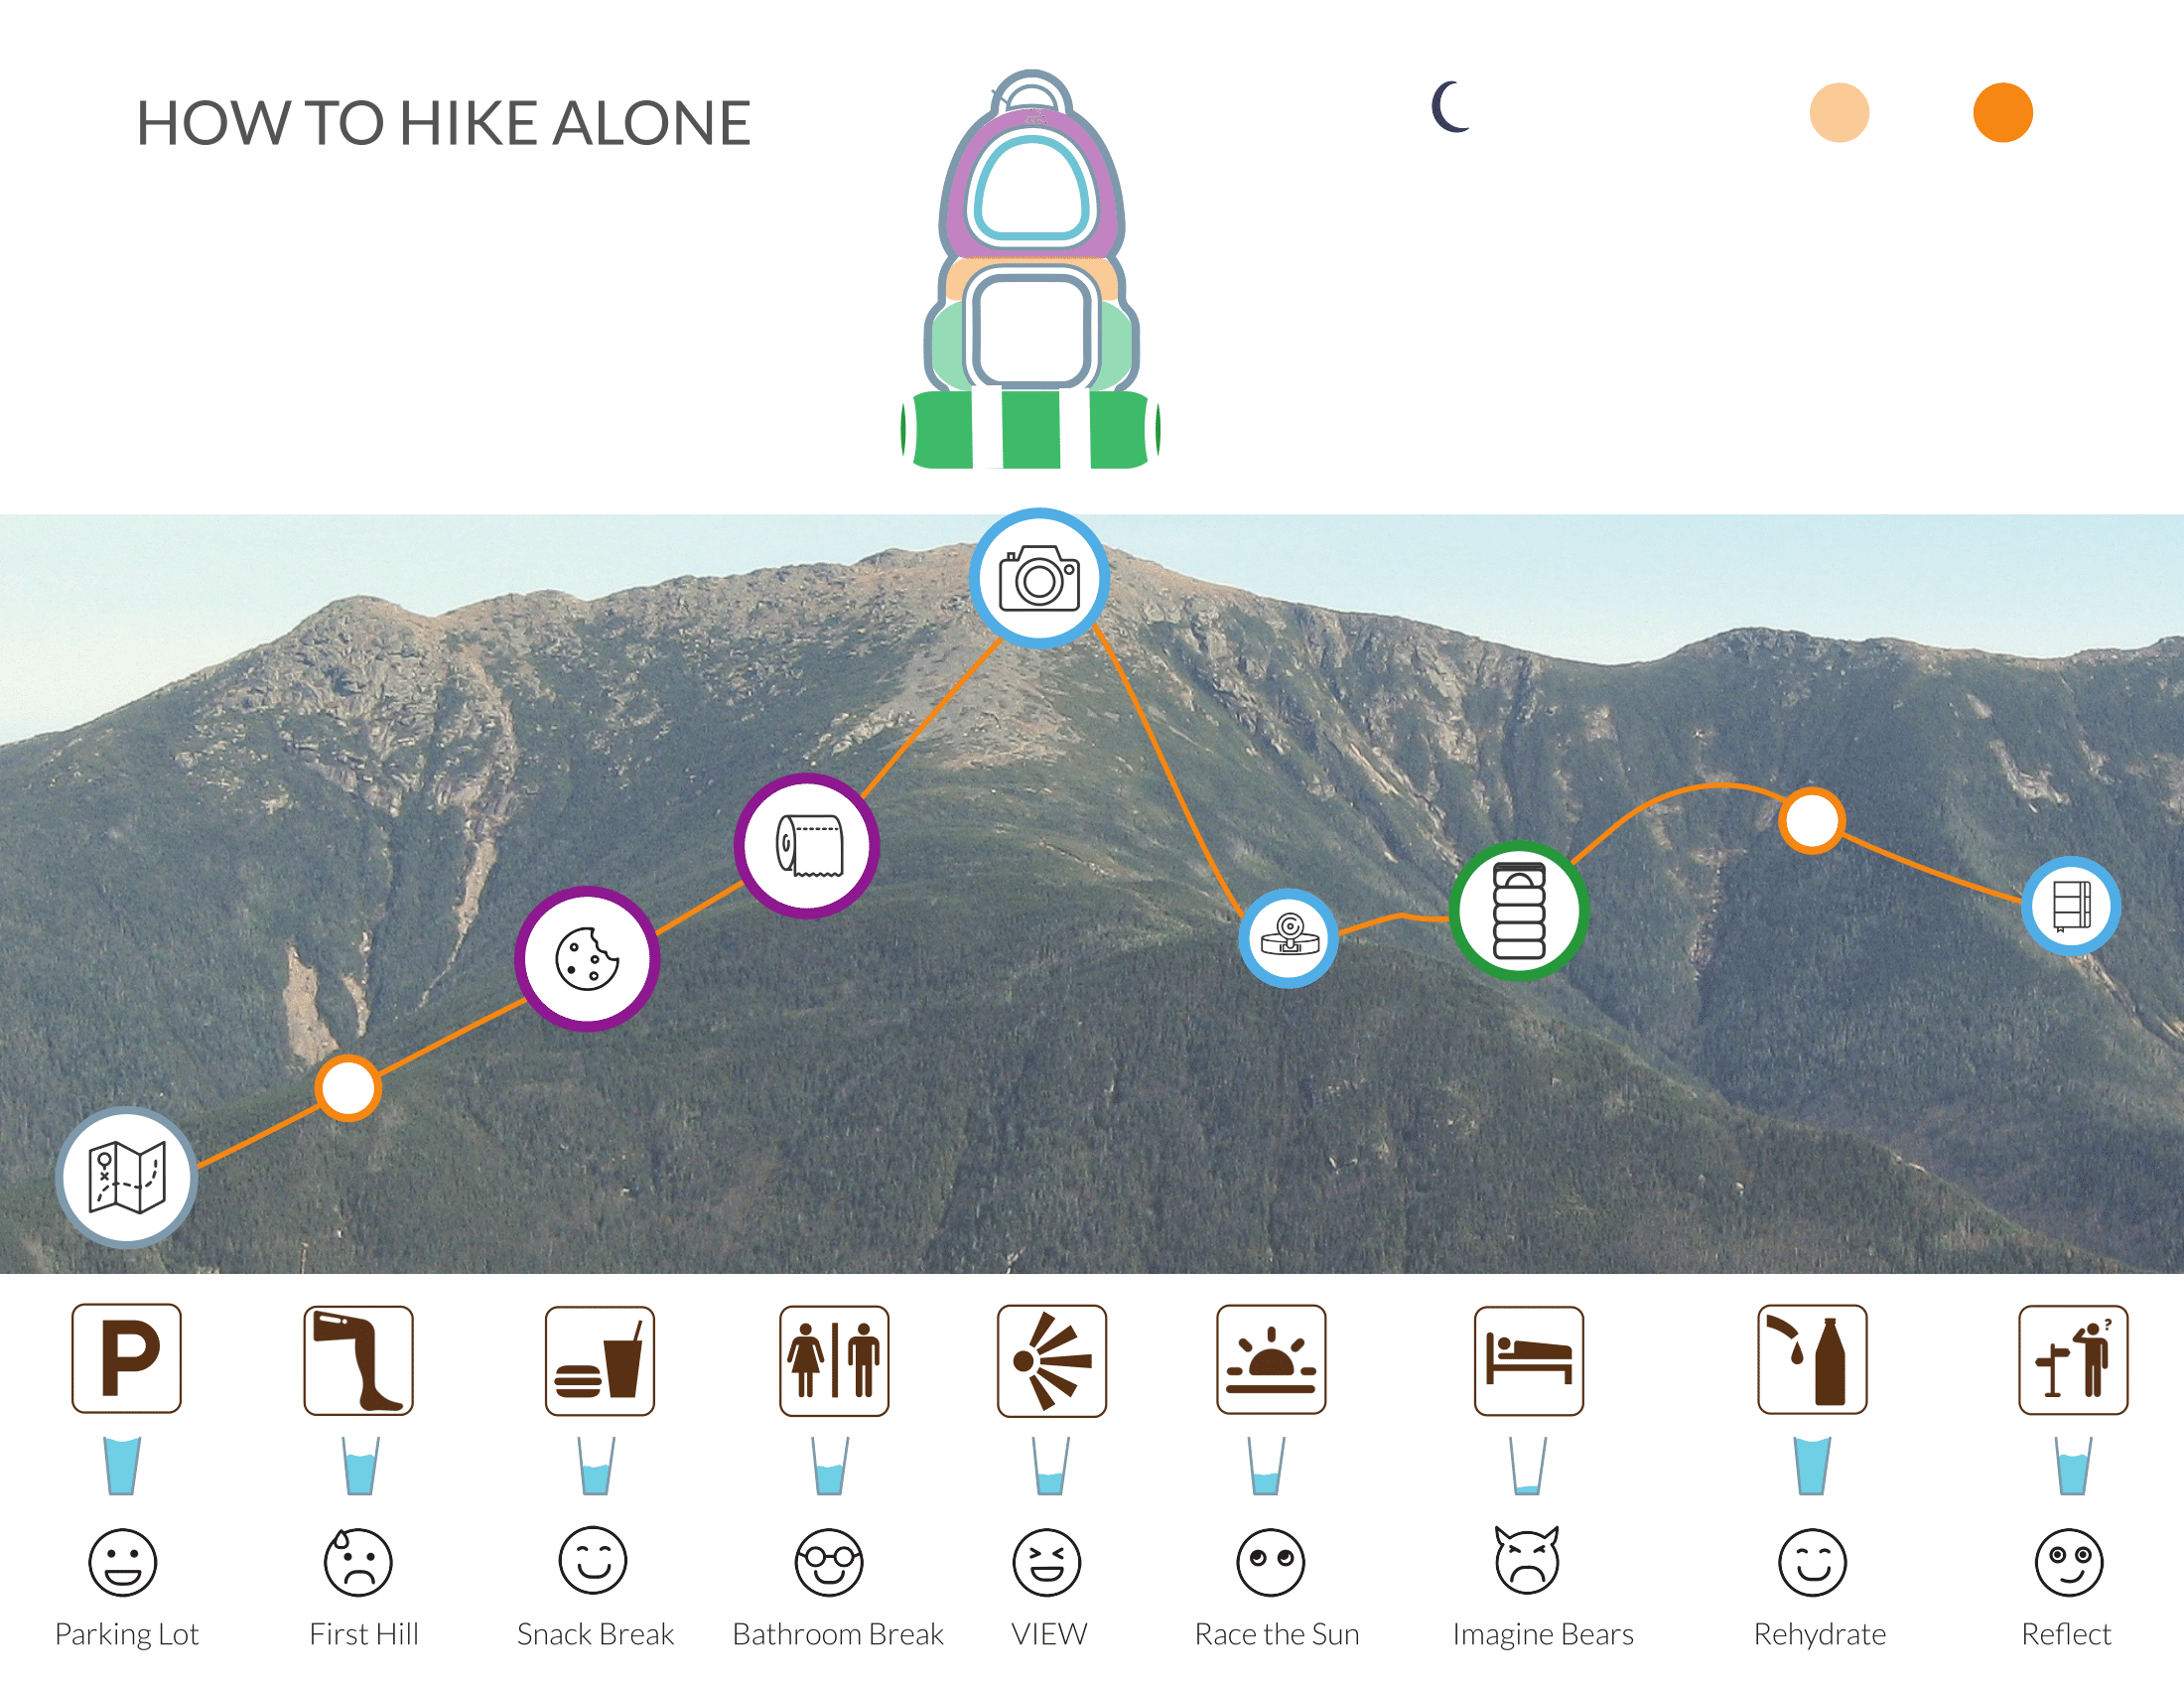 HOW TO HIKE ALONE
P
?
Parking Lot
First Hill
Snack Break
Bathroom Break
VIEW
Race the Sun
Imagine Bears
Rehydrate
Reflect